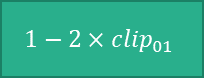 1 − 2 × clip₀₁